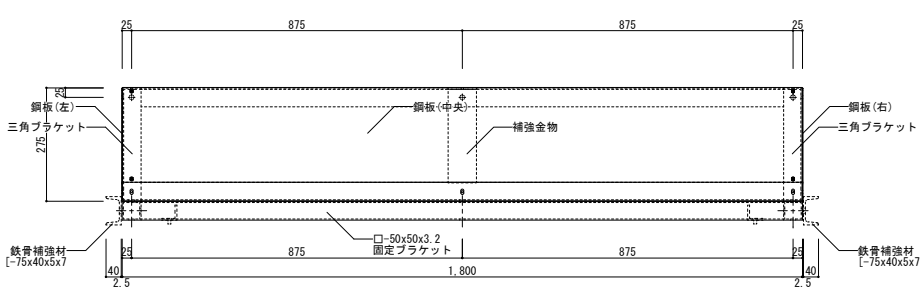 25
875
875
25
25
275
鋼板(左)
三角ブラケット
鋼板(中央)
補強金物
鋼板(右)
三角ブラケット
鉄骨補強材
[-75x40x5x7
□-50x50x3.2
固定ブラケット
鉄骨補強材
[-75x40x5x7
25
875
875
25
40
1,800
40
2.5
2.5